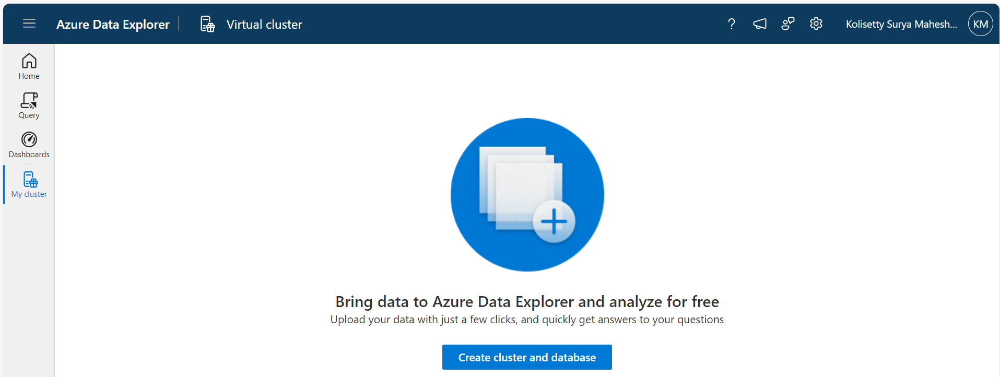 Azure Data Explorer
Virtual cluster
Kolisetty Surya Mahesh...
KM
Home
Query
Dashboards
My cluster
Bring data to Azure Data Explorer and analyze for free
Upload your data with just a few clicks, and quickly get answers to your questions
Create cluster and database